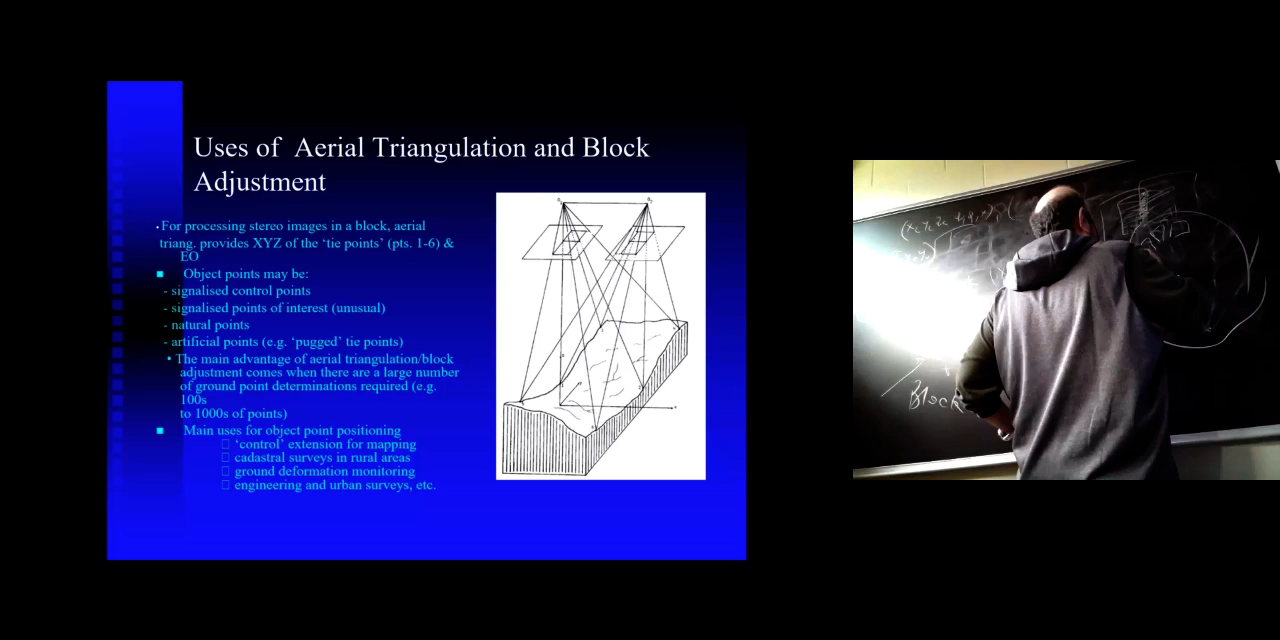 Uses of Aerial Triangulation and Block
Adjustment
• For processing stereo images in a block, aerial
triang. provides XYZ of the ‘tie points’ (pts. 1-6) &
EO
■ Object points may be:
- signalised control points
- signalised points of interest (unusual)
- natural points
- artificial points (e.g. ‘pugged’ tie points)
• The main advantage of aerial triangulation/block
adjustment comes when there are a large number
of ground point determinations required (e.g.
100s
to 1000s of points)
■ Main uses for object point positioning
□ ‘control’ extension for mapping
□ cadastral surveys in rural areas
□ ground deformation monitoring
□ engineering and urban surveys, etc.
Block